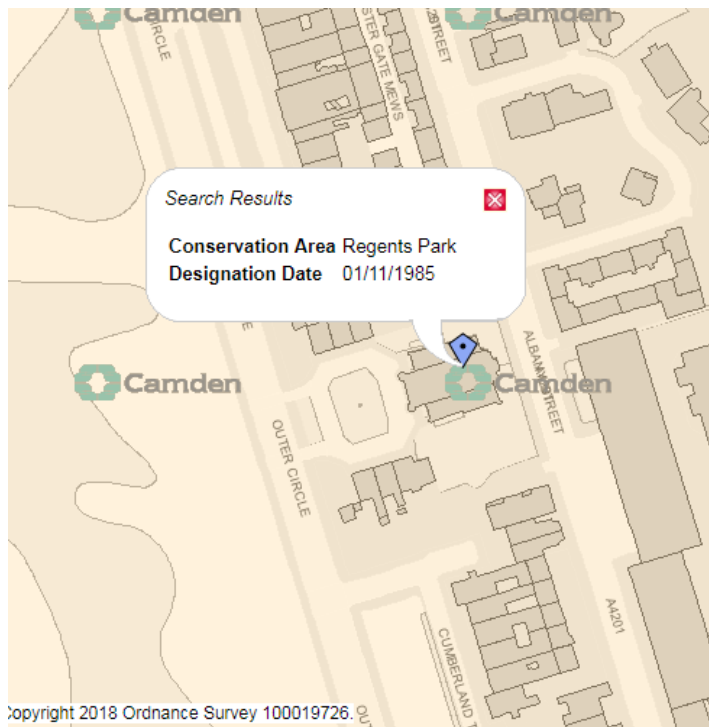 Camden
Camden
CIRCLE
STER GATE MEWS
STREET
Search Results
Conservation Area Regents Park
Designation Date 01/11/1985
Camden
Camden
ALBANY STREET
OUTER CIRCLE
A4201
CUMBERLAND T
OU
Copyright 2018 Ordnance Survey 100019726.